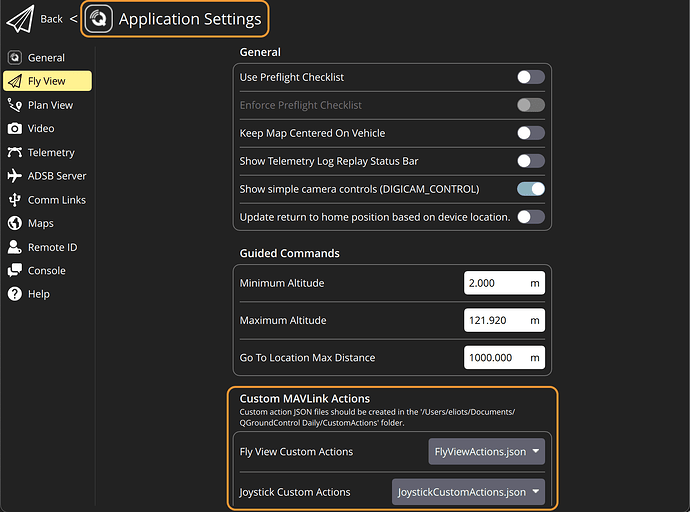 Back < Application Settings
General
Fly View
Plan View
Video
Telemetry
ADSB Server
Comm Links
Maps
Remote ID
Console
Help
General
Use Preflight Checklist
Enforce Preflight Checklist
Keep Map Centered On Vehicle
Show Telemetry Log Replay Status Bar
Show simple camera controls (DIGICAM_CONTROL)
Update return to home position based on device location.
Guided Commands
Minimum Altitude 2.000 m
Maximum Altitude 121.920 m
Go To Location Max Distance 1000.000 m
Custom MAVLink Actions
Custom action JSON files should be created in the '/Users/eliots/Documents/
QGroundControl Daily/CustomActions' folder.
Fly View Custom Actions FlyViewActions.json
Joystick Custom Actions JoystickCustomActions.json